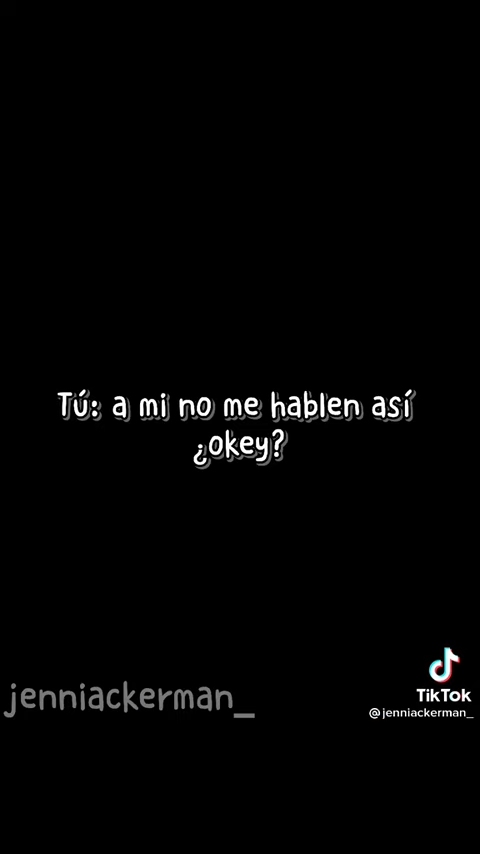 Tú: a mi no me hablen así
¿okey?
jenniackerman_
TikTok
@jenniackerman_